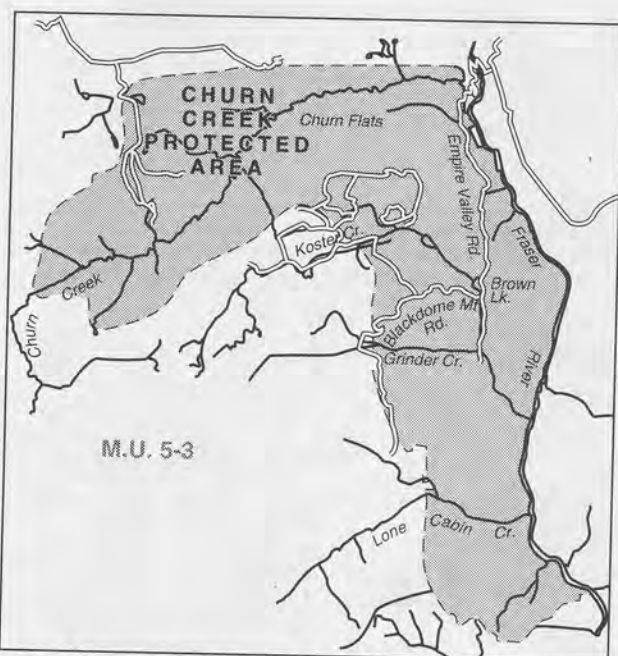 CHURN
CREEK
PROTECTED
AREA
Churn Flats
Empire Valley Rd.
Fraser
River
Koster Cr.
Brown
Lk.
Churn Creek
Blackdome Mt
Rd.
Grinder Cr.
M.U. 5-3
Lone Cabin Cr.